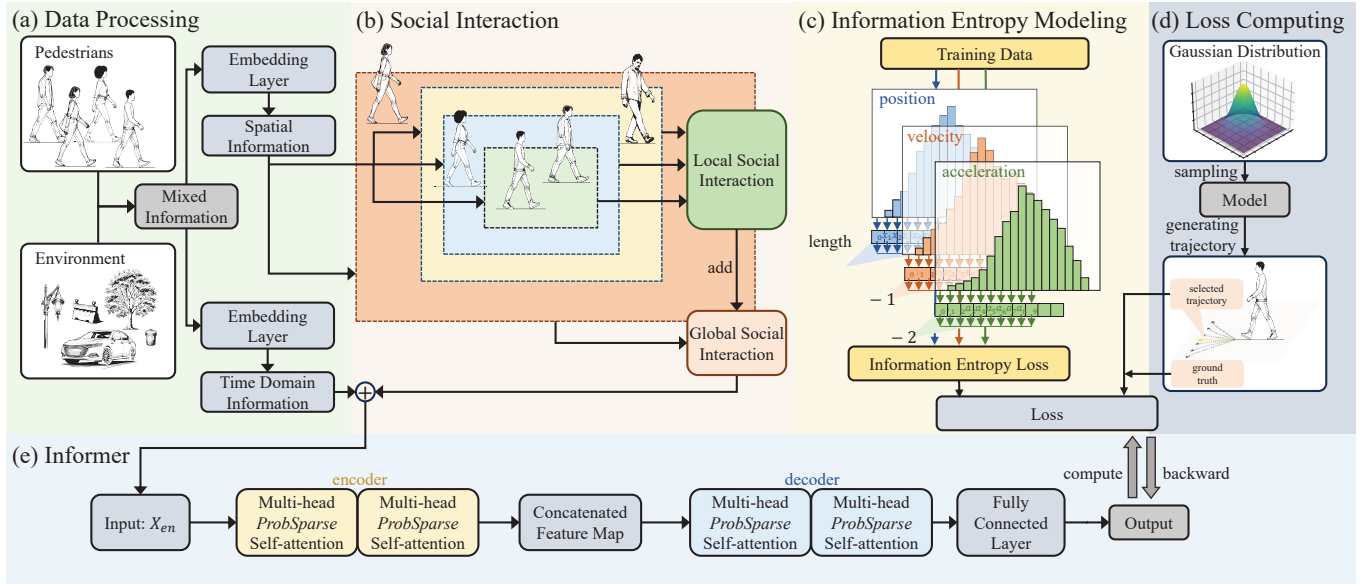 (a) Data Processing
Pedestrians
Environment
Mixed
Information
Embedding
Layer
Spatial
Information
Embedding
Layer
Time Domain
Information
(b) Social Interaction
Local Social
Interaction
add
Global Social
Interaction
(c) Information Entropy Modeling
Training Data
position
velocity
acceleration
length
− 1
− 2
Information Entropy Loss
(d) Loss Computing
Gaussian Distribution
sampling
Model
generating
trajectory
selected
trajectory
ground
truth
Loss
compute
backward
(e) Informer
Input: X_en
encoder
Multi-head
ProbSparse
Self-attention
Multi-head
ProbSparse
Self-attention
Concatenated
Feature Map
decoder
Multi-head
ProbSparse
Self-attention
Multi-head
ProbSparse
Self-attention
Fully
Connected
Layer
Output